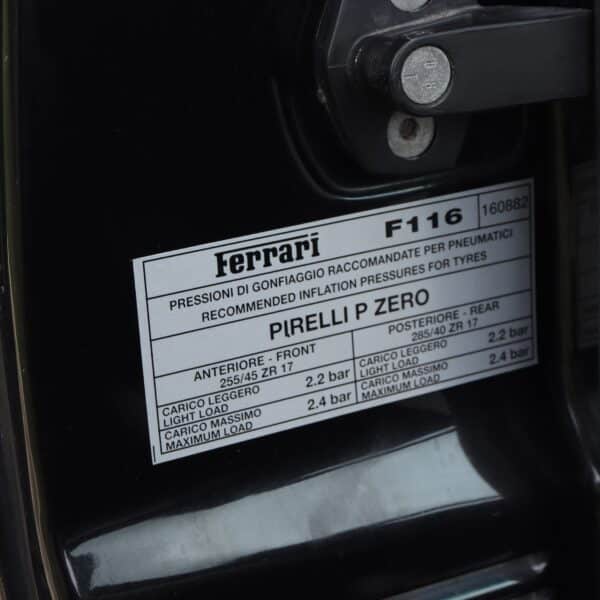 Ferrari F116 160882
PRESSIONI DI GONFIAGGIO RACCOMANDATE PER PNEUMATICI
RECOMMENDED INFLATION PRESSURES FOR TYRES
PIRELLI P ZERO
ANTERIORE - FRONT
255/45 ZR 17
POSTERIORE - REAR
285/40 ZR 17
CARICO LEGGERO
LIGHT LOAD
2.2 bar
CARICO LEGGERO
LIGHT LOAD
2.2 bar
CARICO MASSIMO
MAXIMUM LOAD
2.4 bar
CARICO MASSIMO
MAXIMUM LOAD
2.4 bar